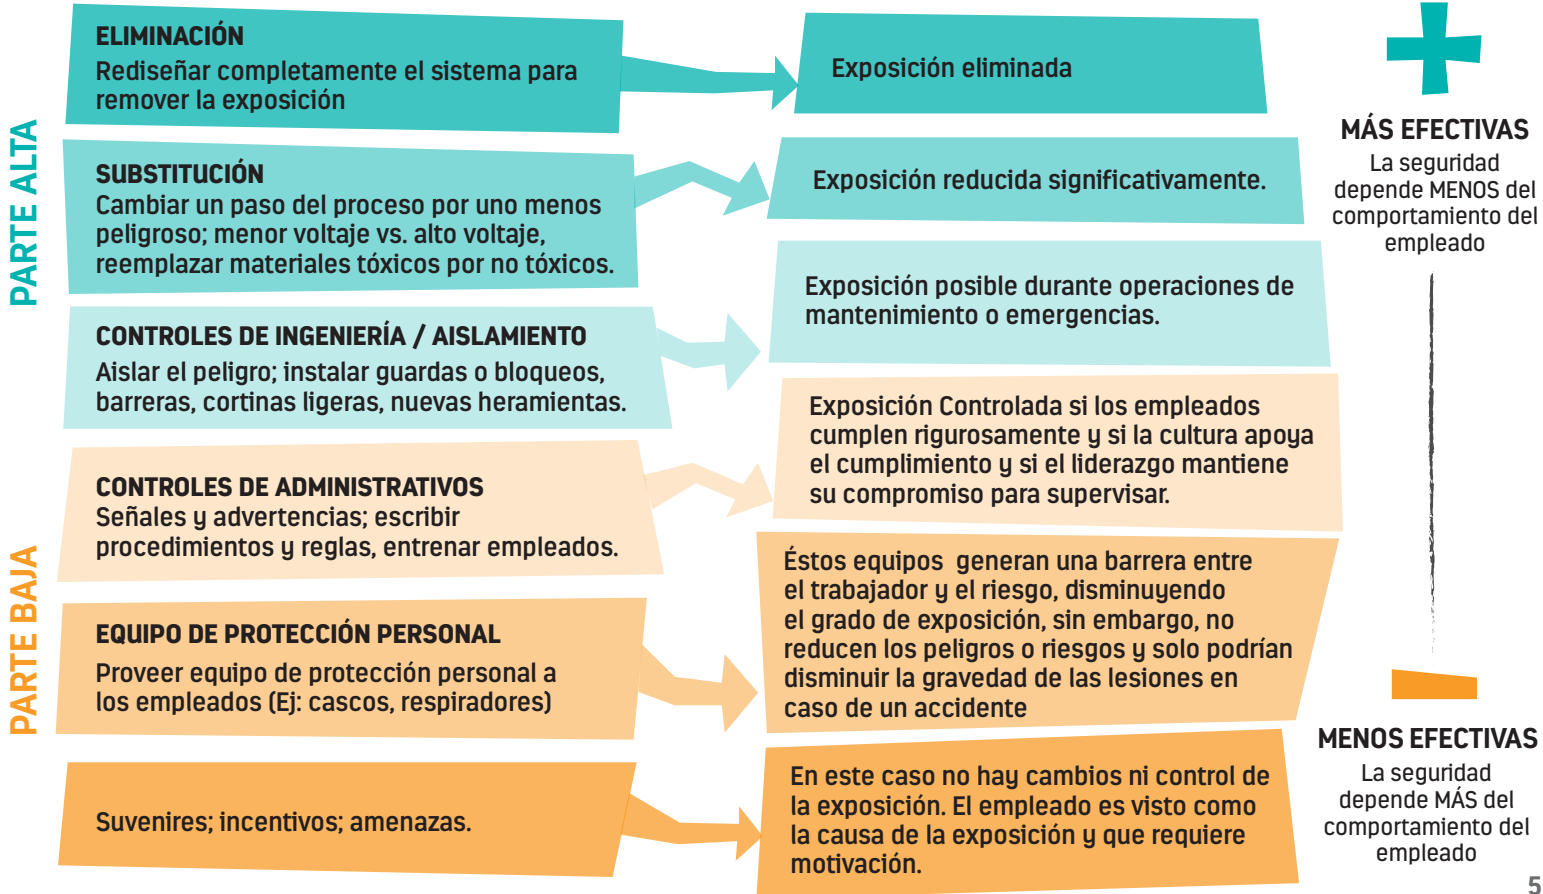 PARTE ALTA
ELIMINACIÓN
Rediseñar completamente el sistema para
remover la exposición
Exposición eliminada
SUBSTITUCIÓN
Cambiar un paso del proceso por uno menos
peligroso; menor voltaje vs. alto voltaje,
reemplazar materiales tóxicos por no tóxicos.
Exposición reducida significativamente.
CONTROLES DE INGENIERÍA / AISLAMIENTO
Aislar el peligro; instalar guardas o bloqueos,
barreras, cortinas ligeras, nuevas heramientas.
Exposición posible durante operaciones de
mantenimiento o emergencias.
PARTE BAJA
CONTROLES DE ADMINISTRATIVOS
Señales y advertencias; escribir
procedimientos y reglas, entrenar empleados.
Exposición Controlada si los empleados
cumplen rigurosamente y si la cultura apoya
el cumplimiento y si el liderazgo mantiene
su compromiso para supervisar.
EQUIPO DE PROTECCIÓN PERSONAL
Proveer equipo de protección personal a
los empleados (Ej: cascos, respiradores)
Éstos equipos generan una barrera entre
el trabajador y el riesgo, disminuyendo
el grado de exposición, sin embargo, no
reducen los peligros o riesgos y solo podrían
disminuir la gravedad de las lesiones en
caso de un accidente
Suvenires; incentivos; amenazas.
En este caso no hay cambios ni control de
la exposición. El empleado es visto como
la causa de la exposición y que requiere
motivación.
MÁS EFECTIVAS
La seguridad
depende MENOS del
comportamiento del
empleado
MENOS EFECTIVAS
La seguridad
depende MÁS del
comportamiento del
empleado
5